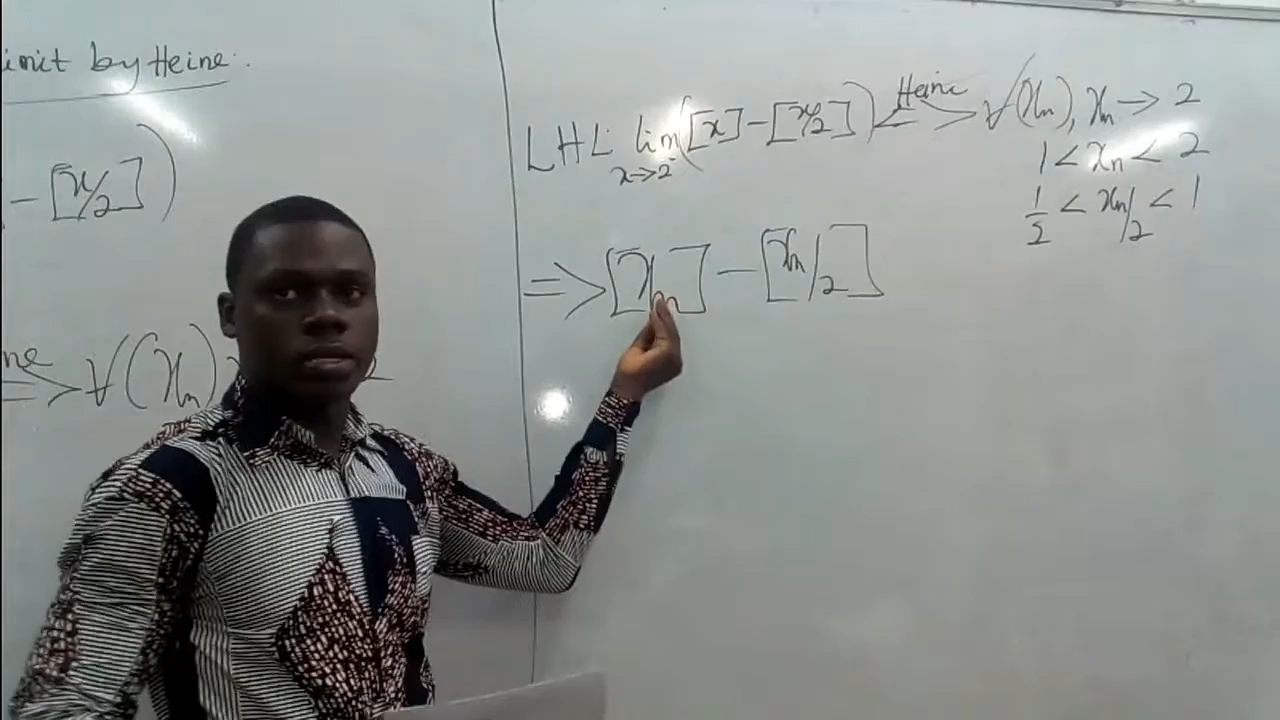 imit by Heine.
- [x/2])
ne
=> ∀(xn)
LHL lim ([x] - [x/2]) <=> Heine ∀(xn), xn → 2
x→2⁻
1 < xn < 2
1/2 < xn/2 < 1
=> [xn] - [xn/2]